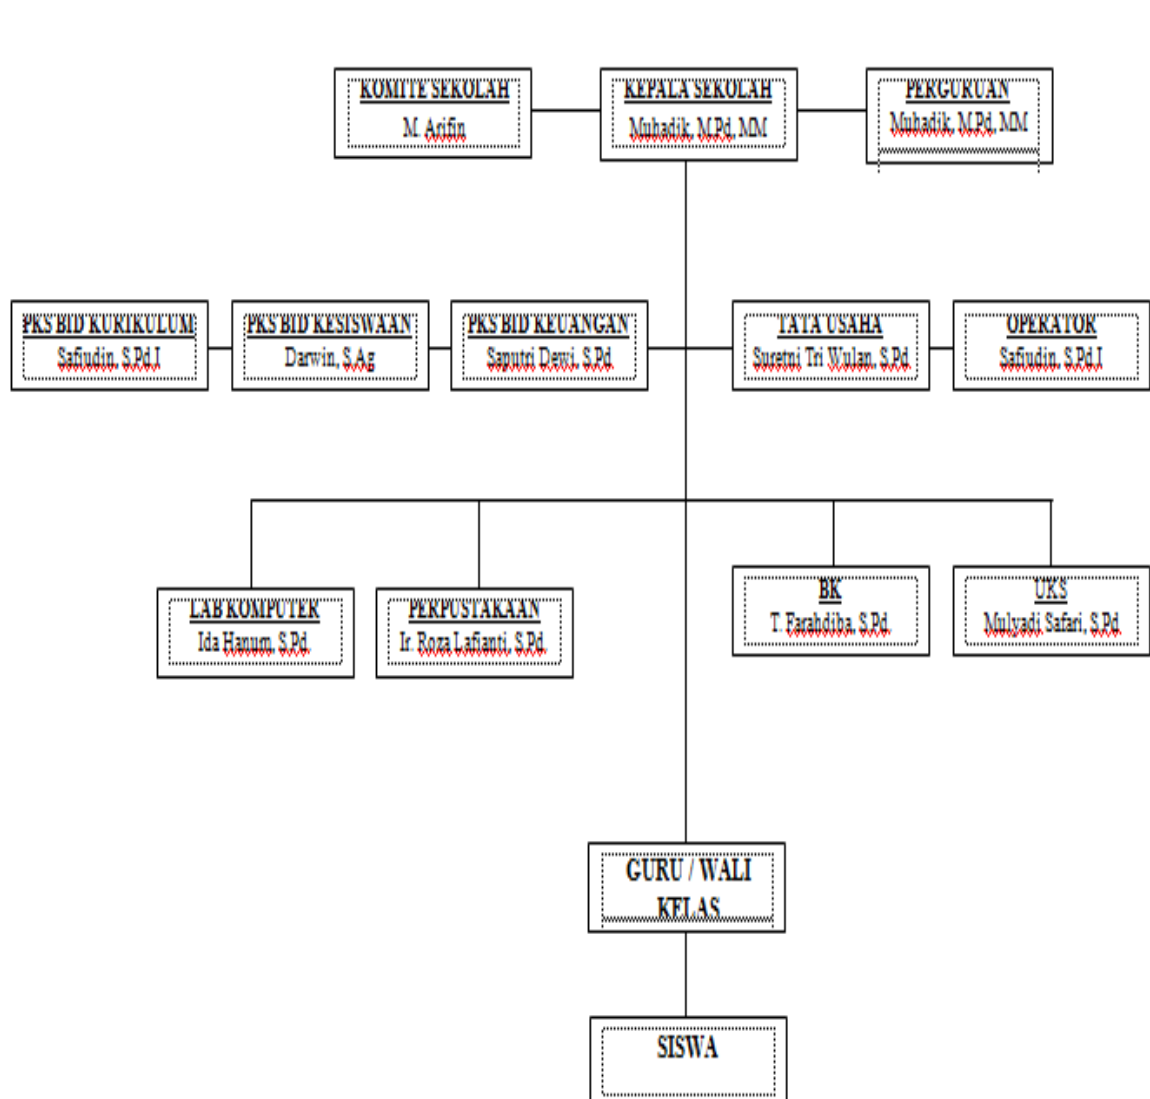 KOMITE SEKOLAH
M. Arifin
KEPALA SEKOLAH
Muhadik, M.Pd, MM
PERGURUAN
Muhadik, M.Pd, MM
PKS BID KURIKULUM
Safiudin, S.Pd.I
PKS BID KESISWAAN
Darwin, S.Ag
PKS BID KEUANGAN
Saputri Dewi, S.Pd
TATA USAHA
Suretni Tri Wulan, S.Pd
OPERATOR
Safiudin, S.Pd.I
LAB KOMPUTER
Ida Hanum, S.Pd.
PERPUSTAKAAN
Ir. Roza Lafianti, S.Pd.
BK
T. Farahdiba, S.Pd.
UKS
Mulyadi Safari, S.Pd
GURU / WALI
KELAS
SISWA